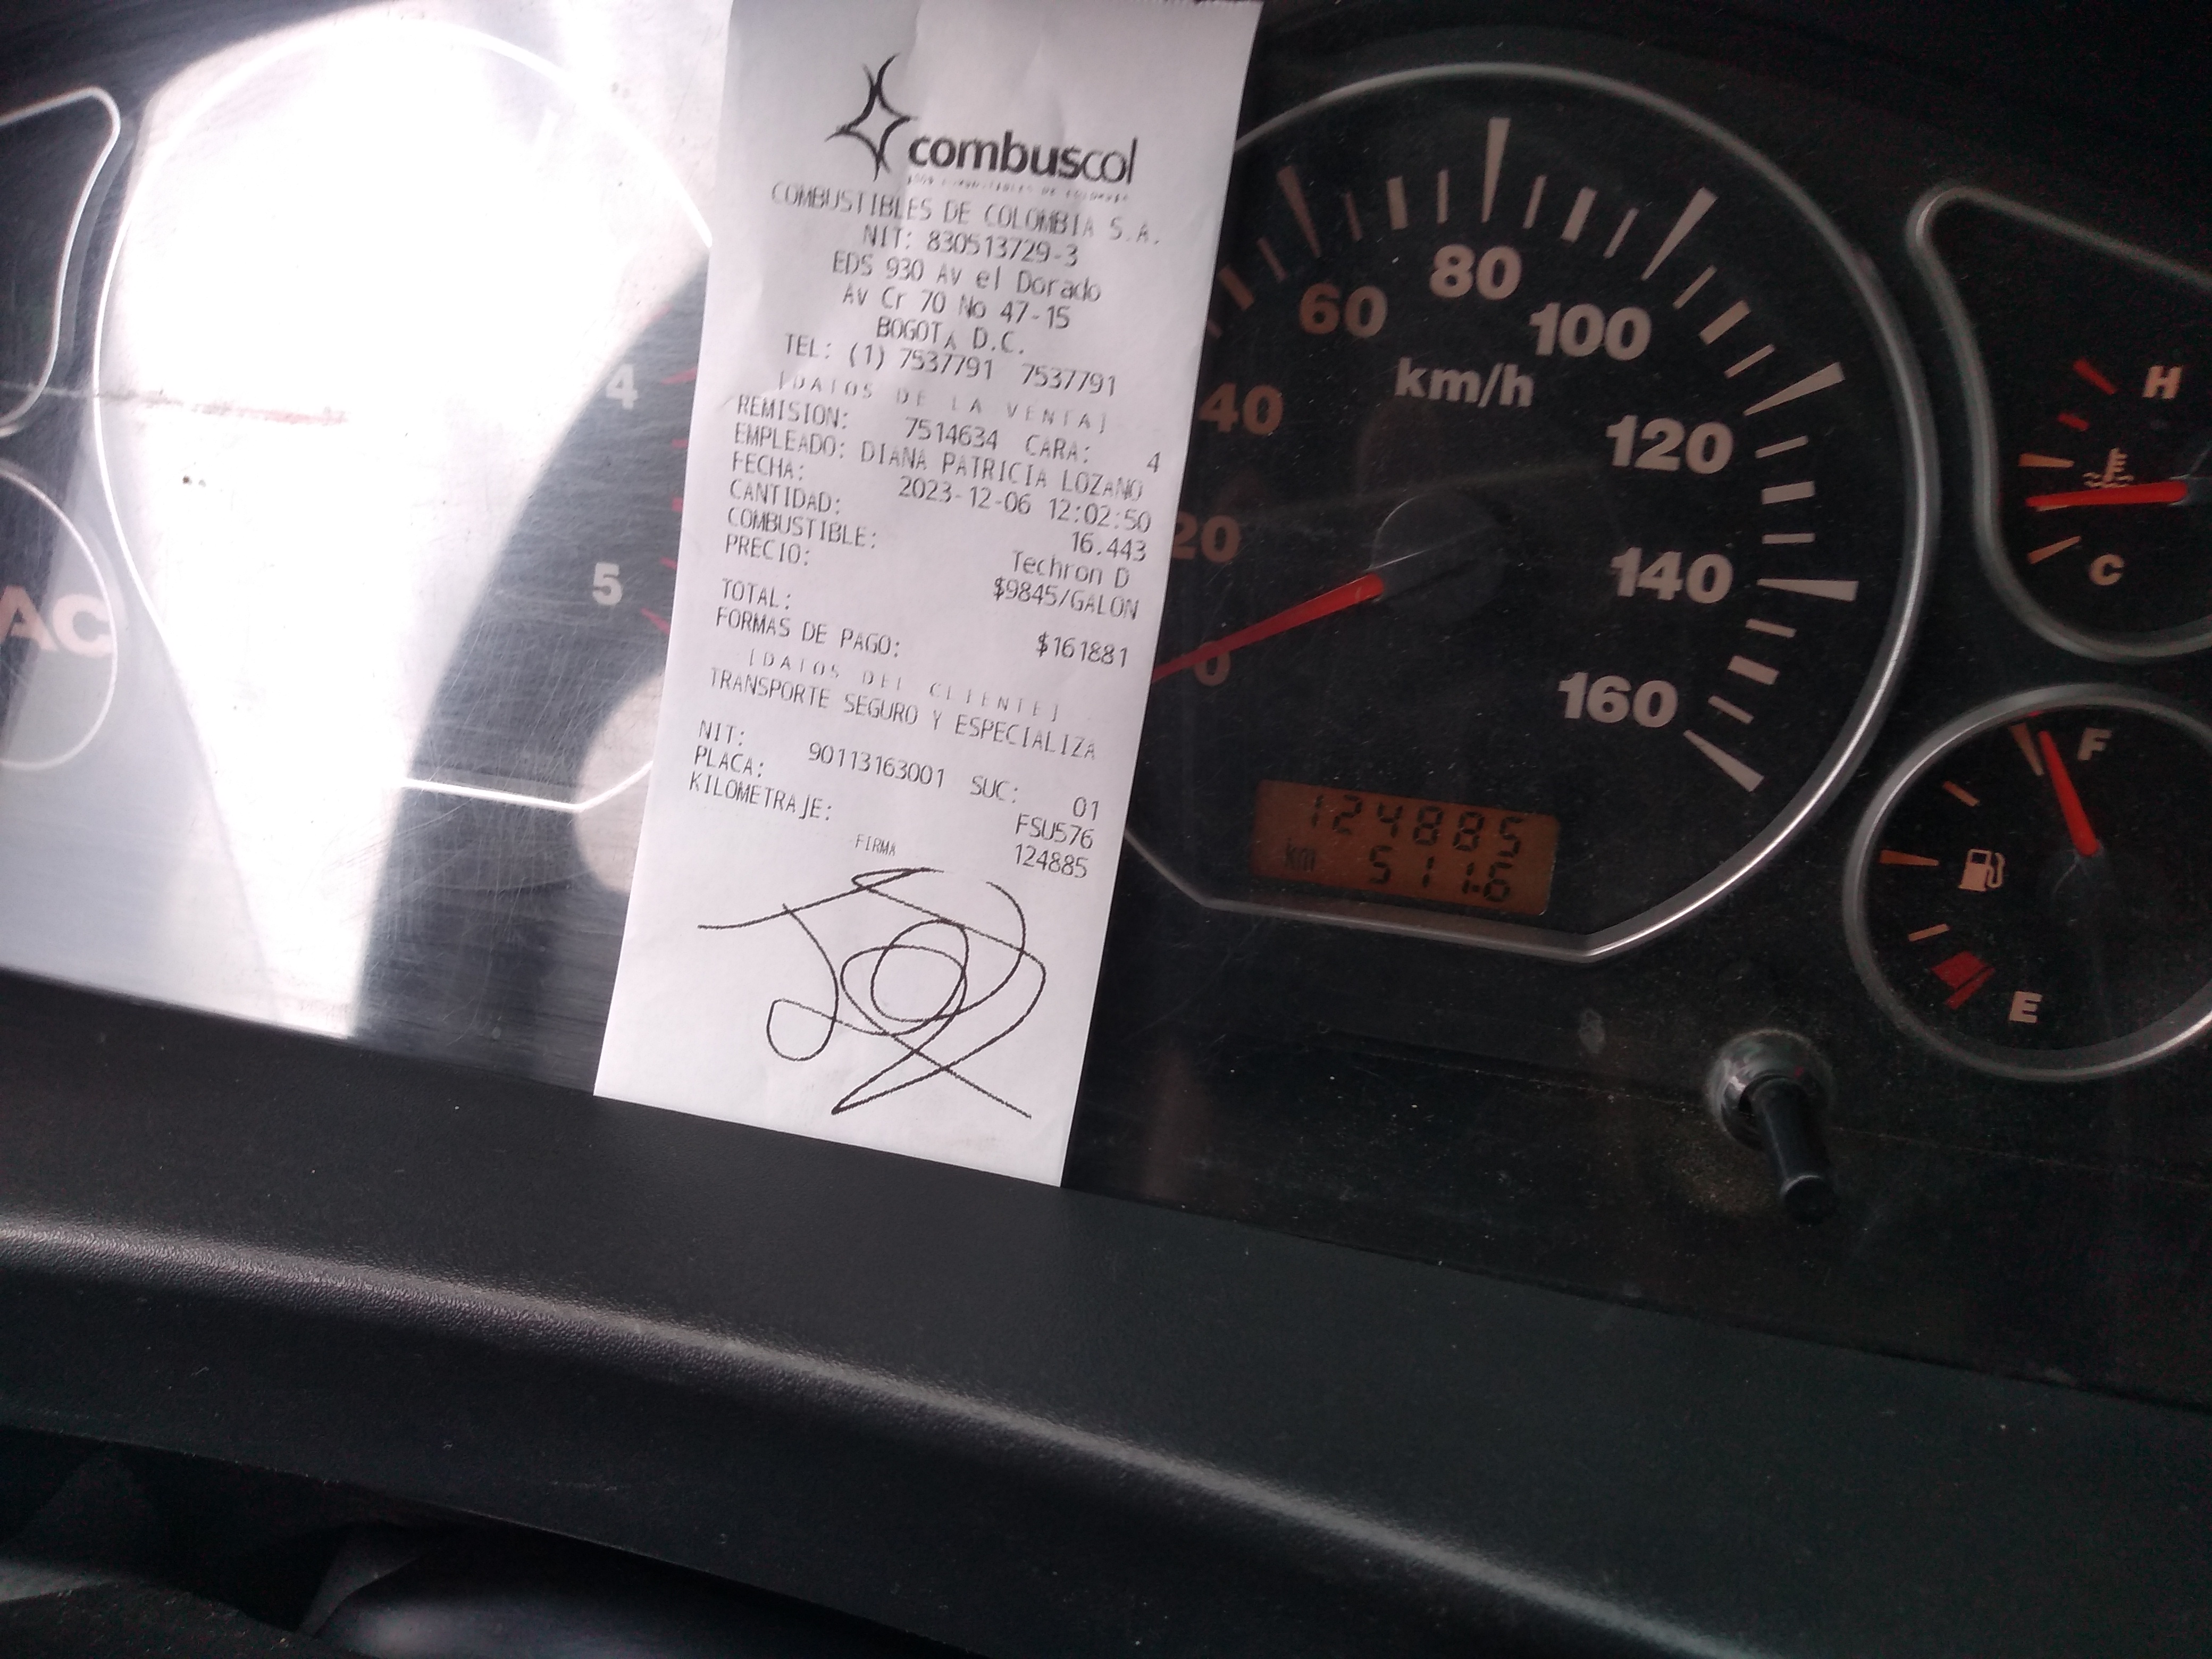 combuscol
COMBUSTIBLES DE COLOMBIA S.A.
NIT: 830513729-3
EDS 930 Av el Dorado
Av Cr 70 No 47-15
BOGOTA D.C.
TEL: (1) 7537791 7537791
[DATOS DE LA VENTA]
REMISION: 7514634 CARA: 4
EMPLEADO: DIANA PATRICIA LOZANO
FECHA: 2023-12-06 12:02:50
CANTIDAD: 16.443
COMBUSTIBLE: Techron D
PRECIO: $9845/GALON
TOTAL: $161881
FORMAS DE PAGO:
[DATOS DEL CLIENTE]
TRANSPORTE SEGURO Y ESPECIALIZA
NIT: 90113163001 SUC: 01
PLACA: FSU576
KILOMETRAJE: 124885
FIRMA
4
5
AC
0
20
40
60
80
100
120
140
160
km/h
124885
km 511.6
H
C
F
E